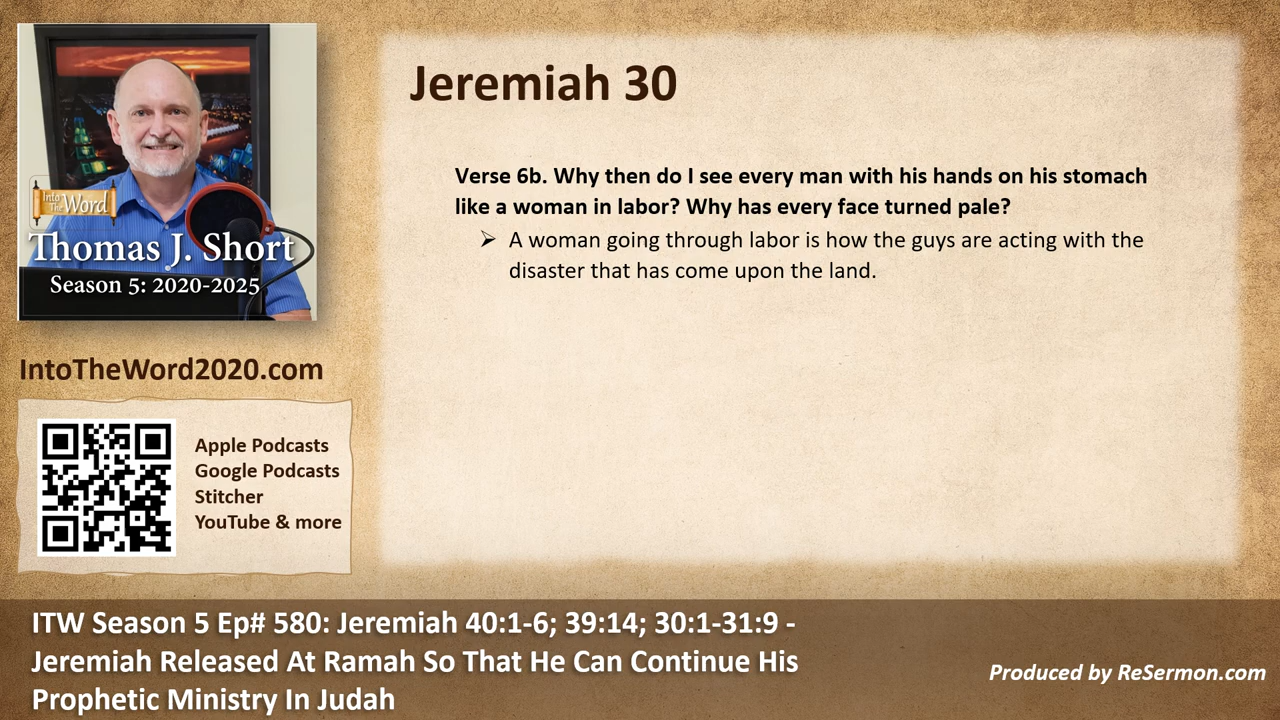 Into
The Word
Thomas J. Short
Season 5: 2020-2025
IntoTheWord2020.com
Apple Podcasts
Google Podcasts
Stitcher
YouTube & more
Jeremiah 30
Verse 6b. Why then do I see every man with his hands on his stomach
like a woman in labor? Why has every face turned pale?
➢ A woman going through labor is how the guys are acting with the
disaster that has come upon the land.
ITW Season 5 Ep# 580: Jeremiah 40:1-6; 39:14; 30:1-31:9 -
Jeremiah Released At Ramah So That He Can Continue His
Prophetic Ministry In Judah
Produced by ReSermon.com